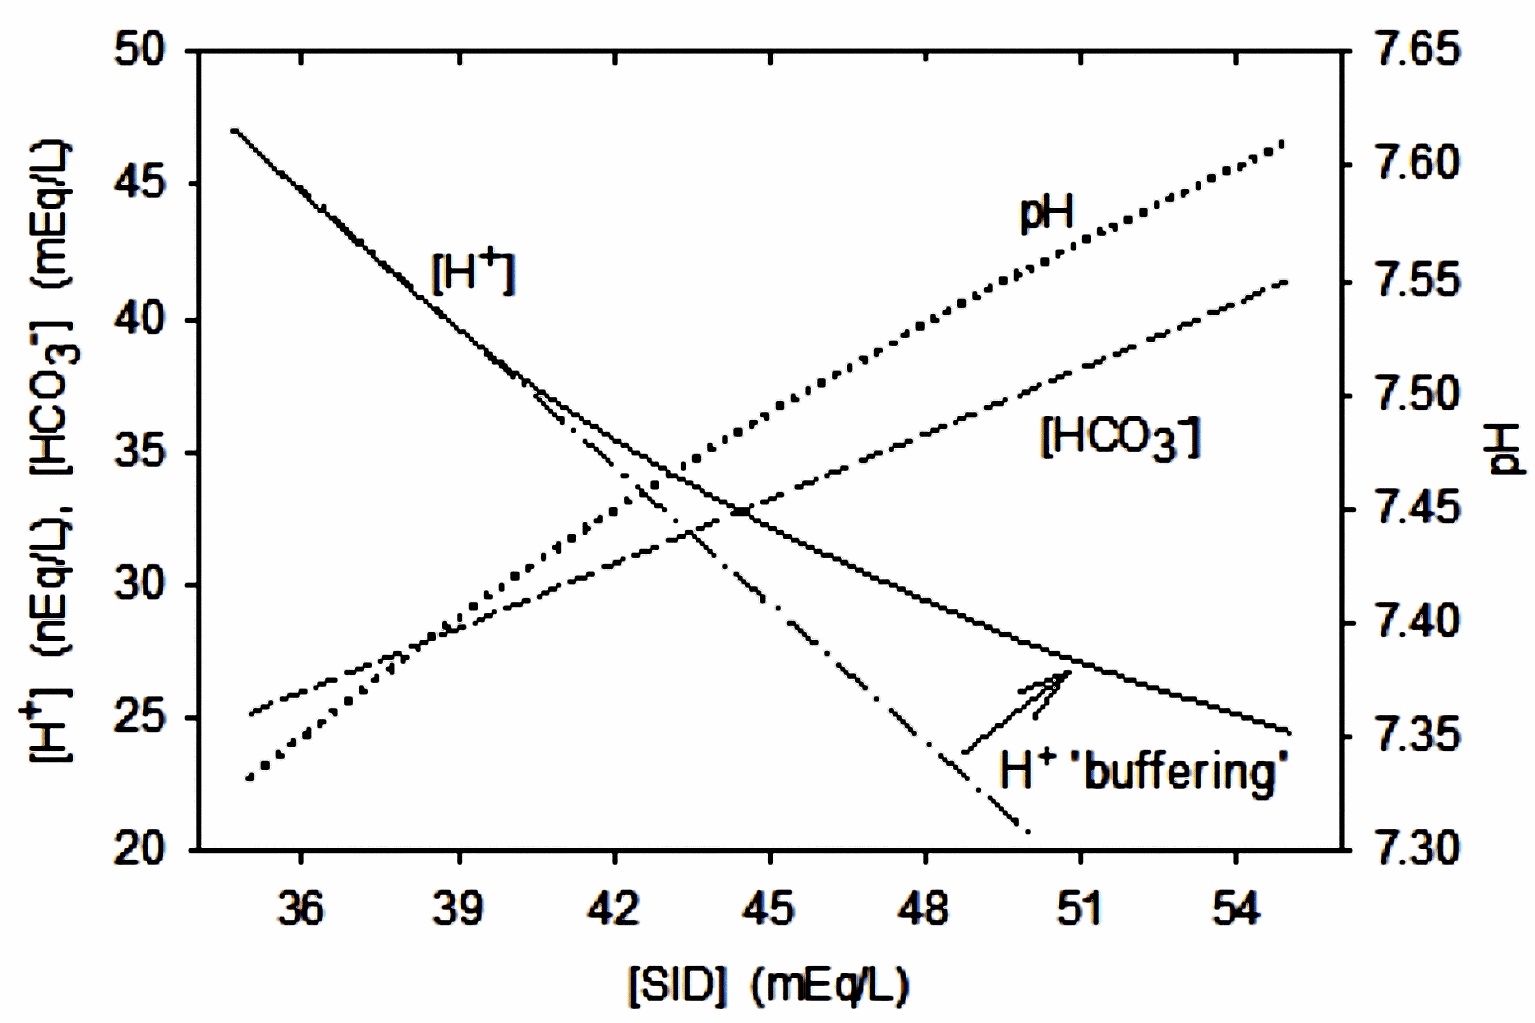 50
45
40
35
30
25
20
[H⁺] (nEq/L), [HCO₃⁻] (mEq/L)
7.65
7.60
7.55
7.50
7.45
7.40
7.35
7.30
pH
pH
[H⁺]
[HCO₃⁻]
H⁺ "buffering"
36 39 42 45 48 51 54
[SID] (mEq/L)